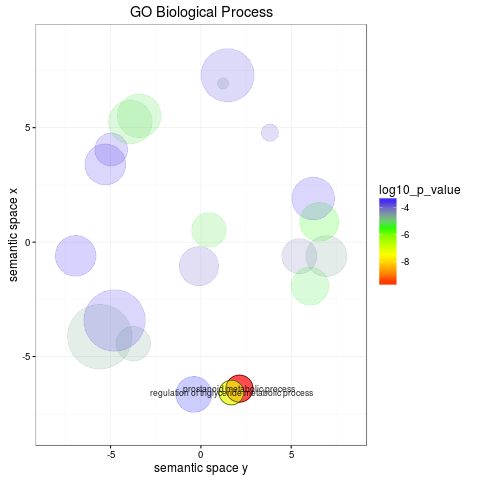 GO Biological Process
semantic space x
5
0
-5
log10_p_value
-4
-6
-8
prostanoid metabolic process
regulation of triglyceride metabolic process
-5
0
5
semantic space y